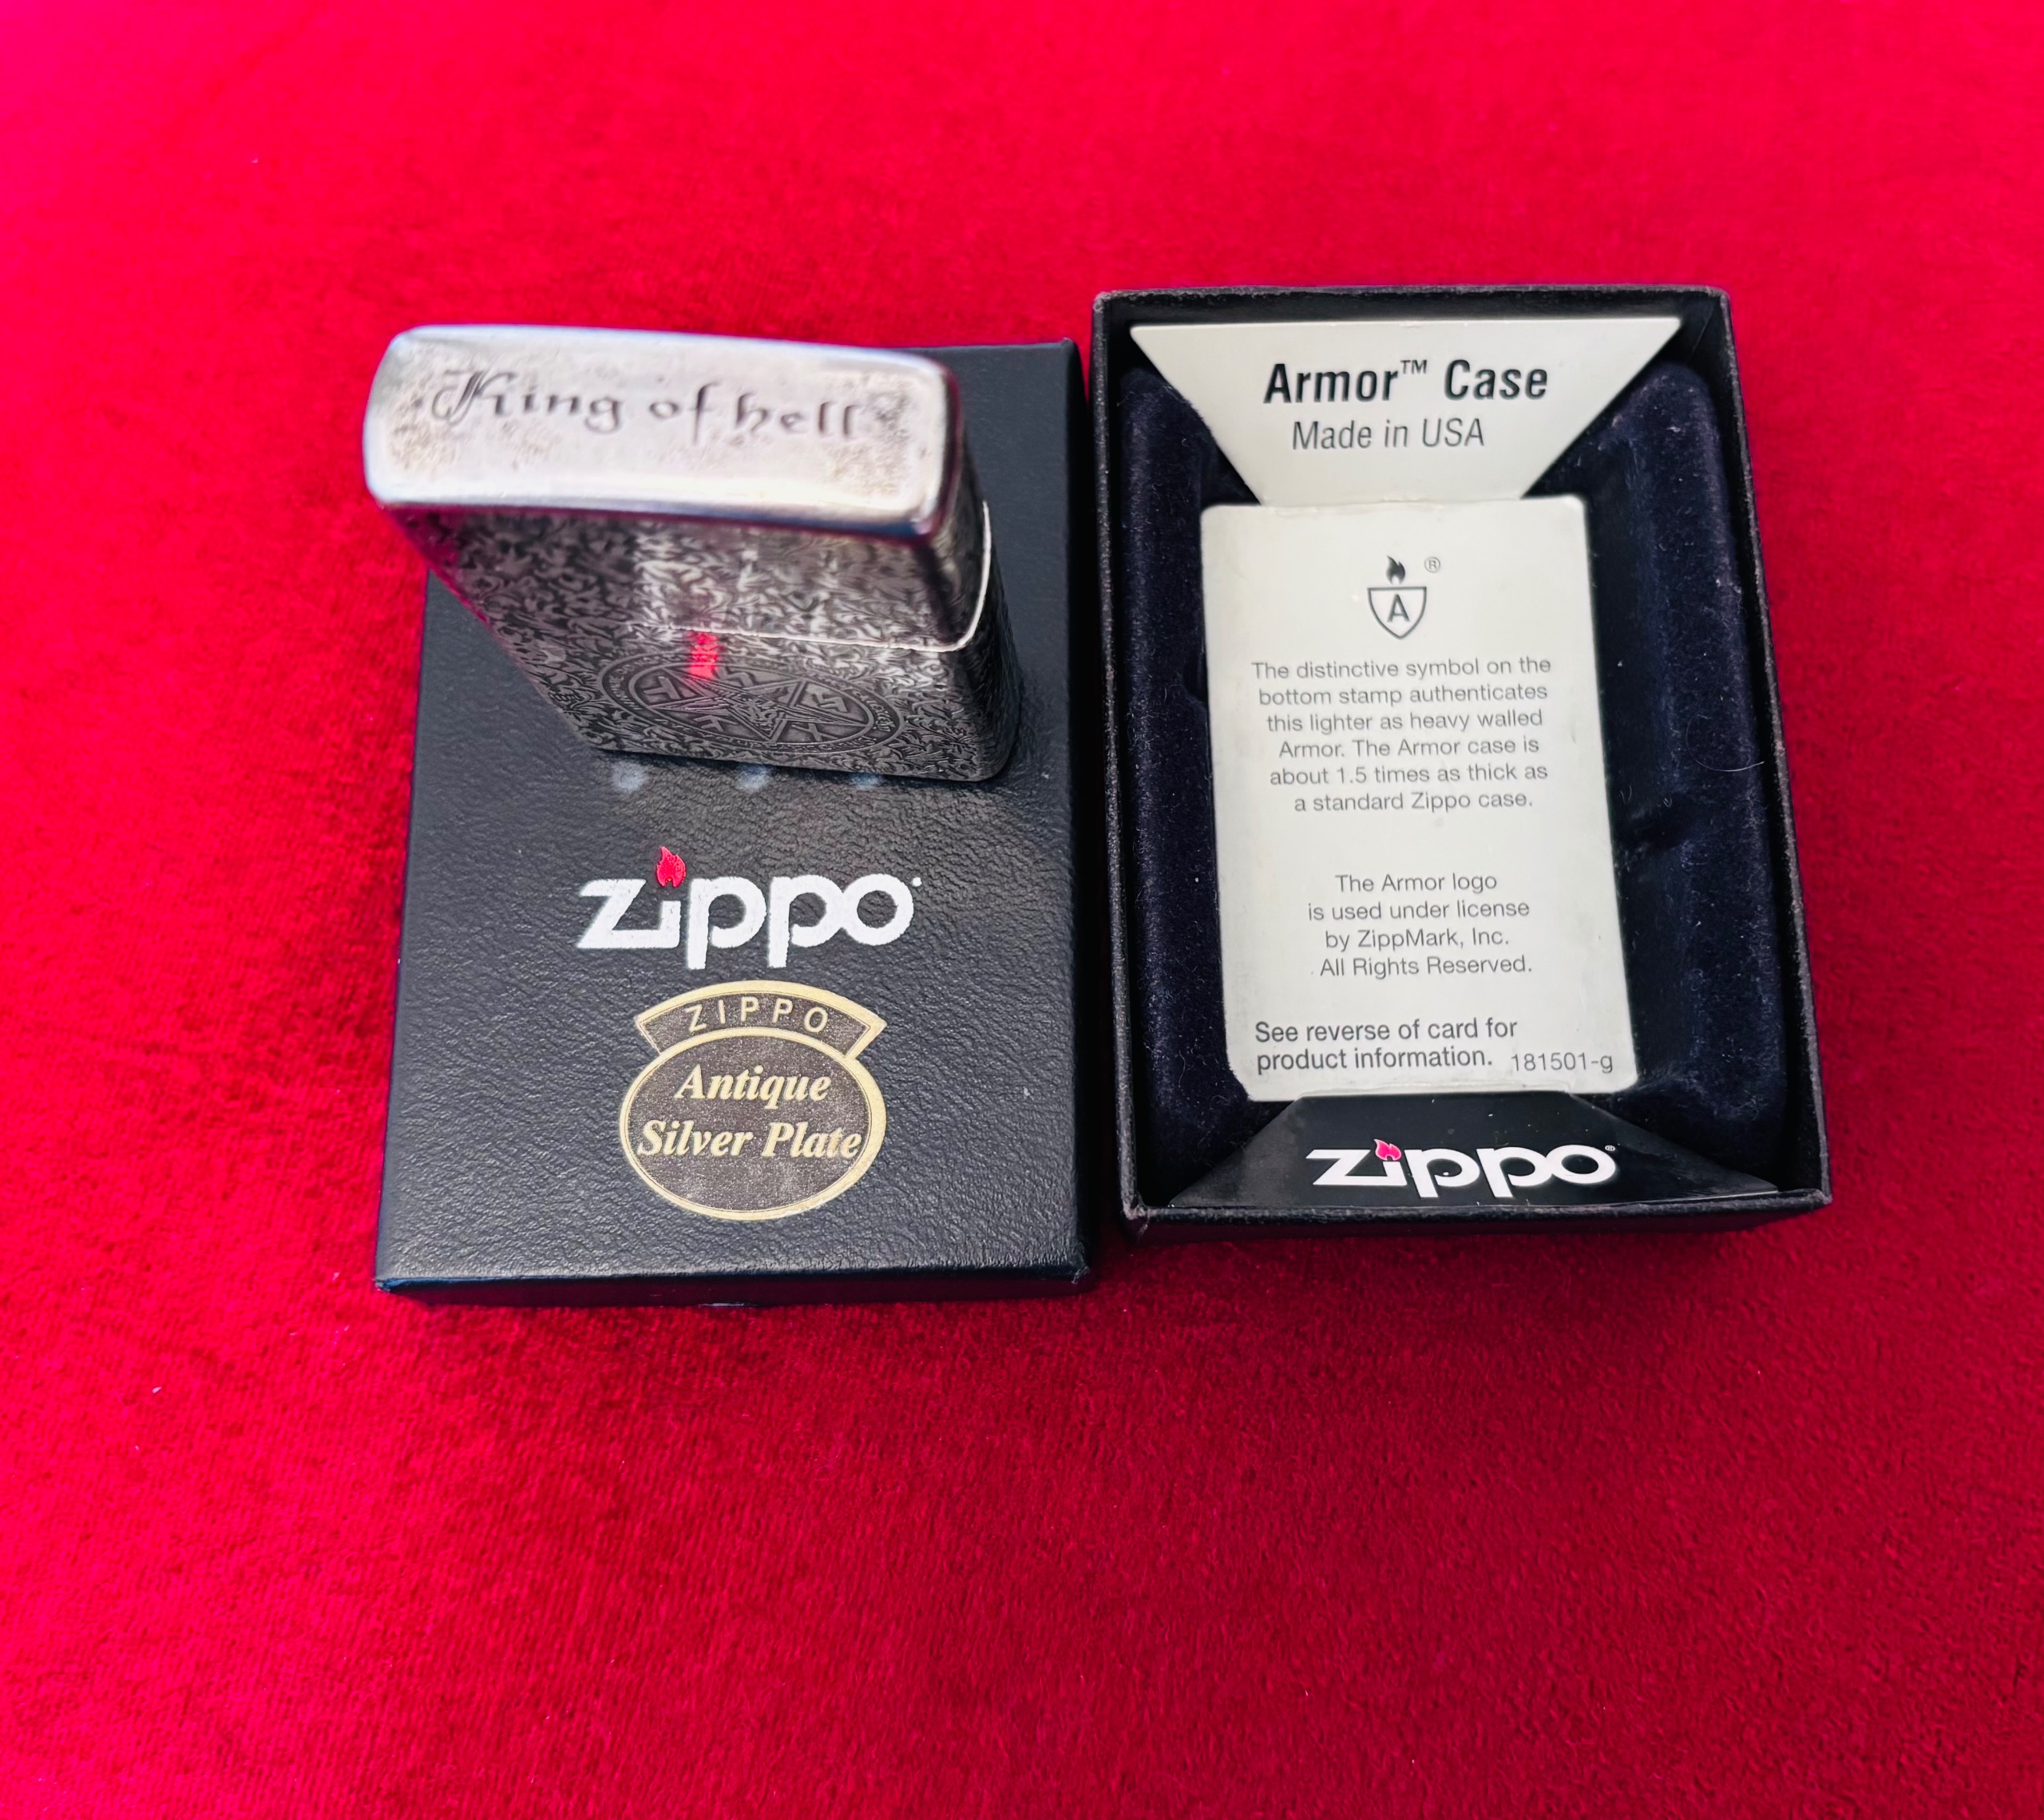 King of hell
zippo
ZIPPO
Antique
Silver Plate
Armor™ Case
Made in USA
®
A
The distinctive symbol on the
bottom stamp authenticates
this lighter as heavy walled
Armor. The Armor case is
about 1.5 times as thick as
a standard Zippo case.
The Armor logo
is used under license
by ZippMark, Inc.
All Rights Reserved.
See reverse of card for
product information. 181501-g
zippo®